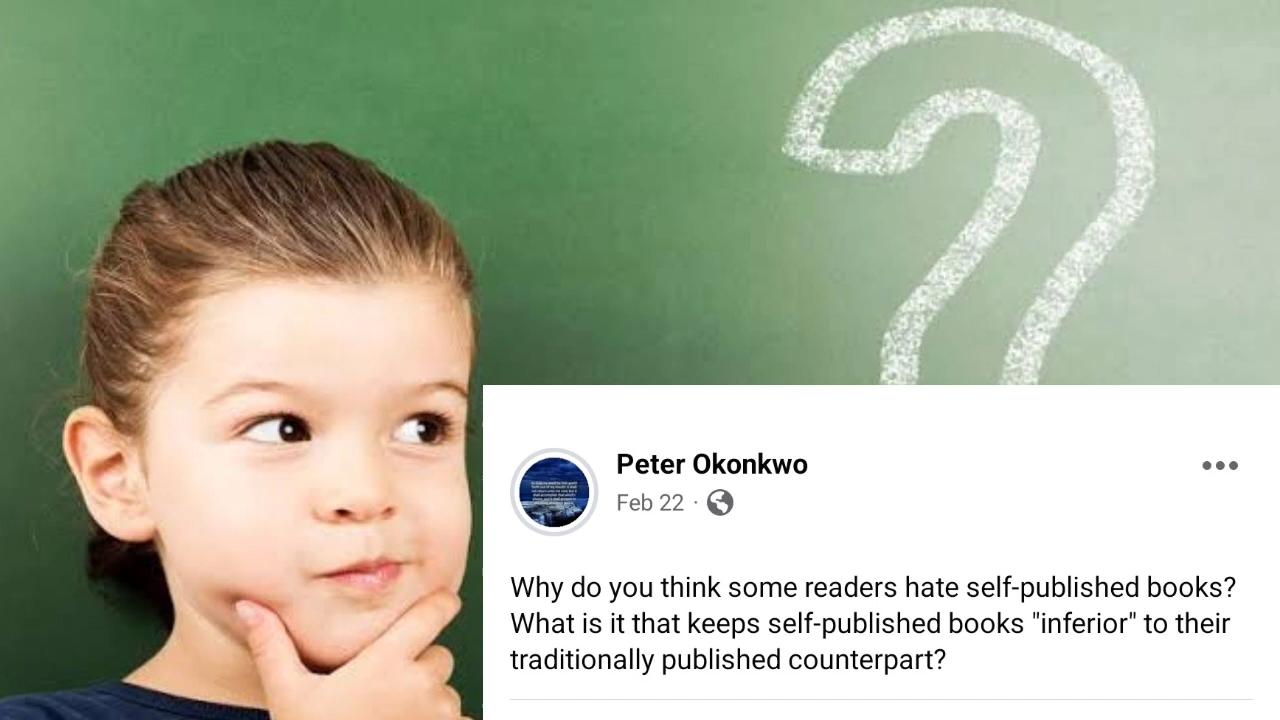 Peter Okonkwo
Feb 22 ·
Why do you think some readers hate self-published books?
What is it that keeps self-published books "inferior" to their
traditionally published counterpart?